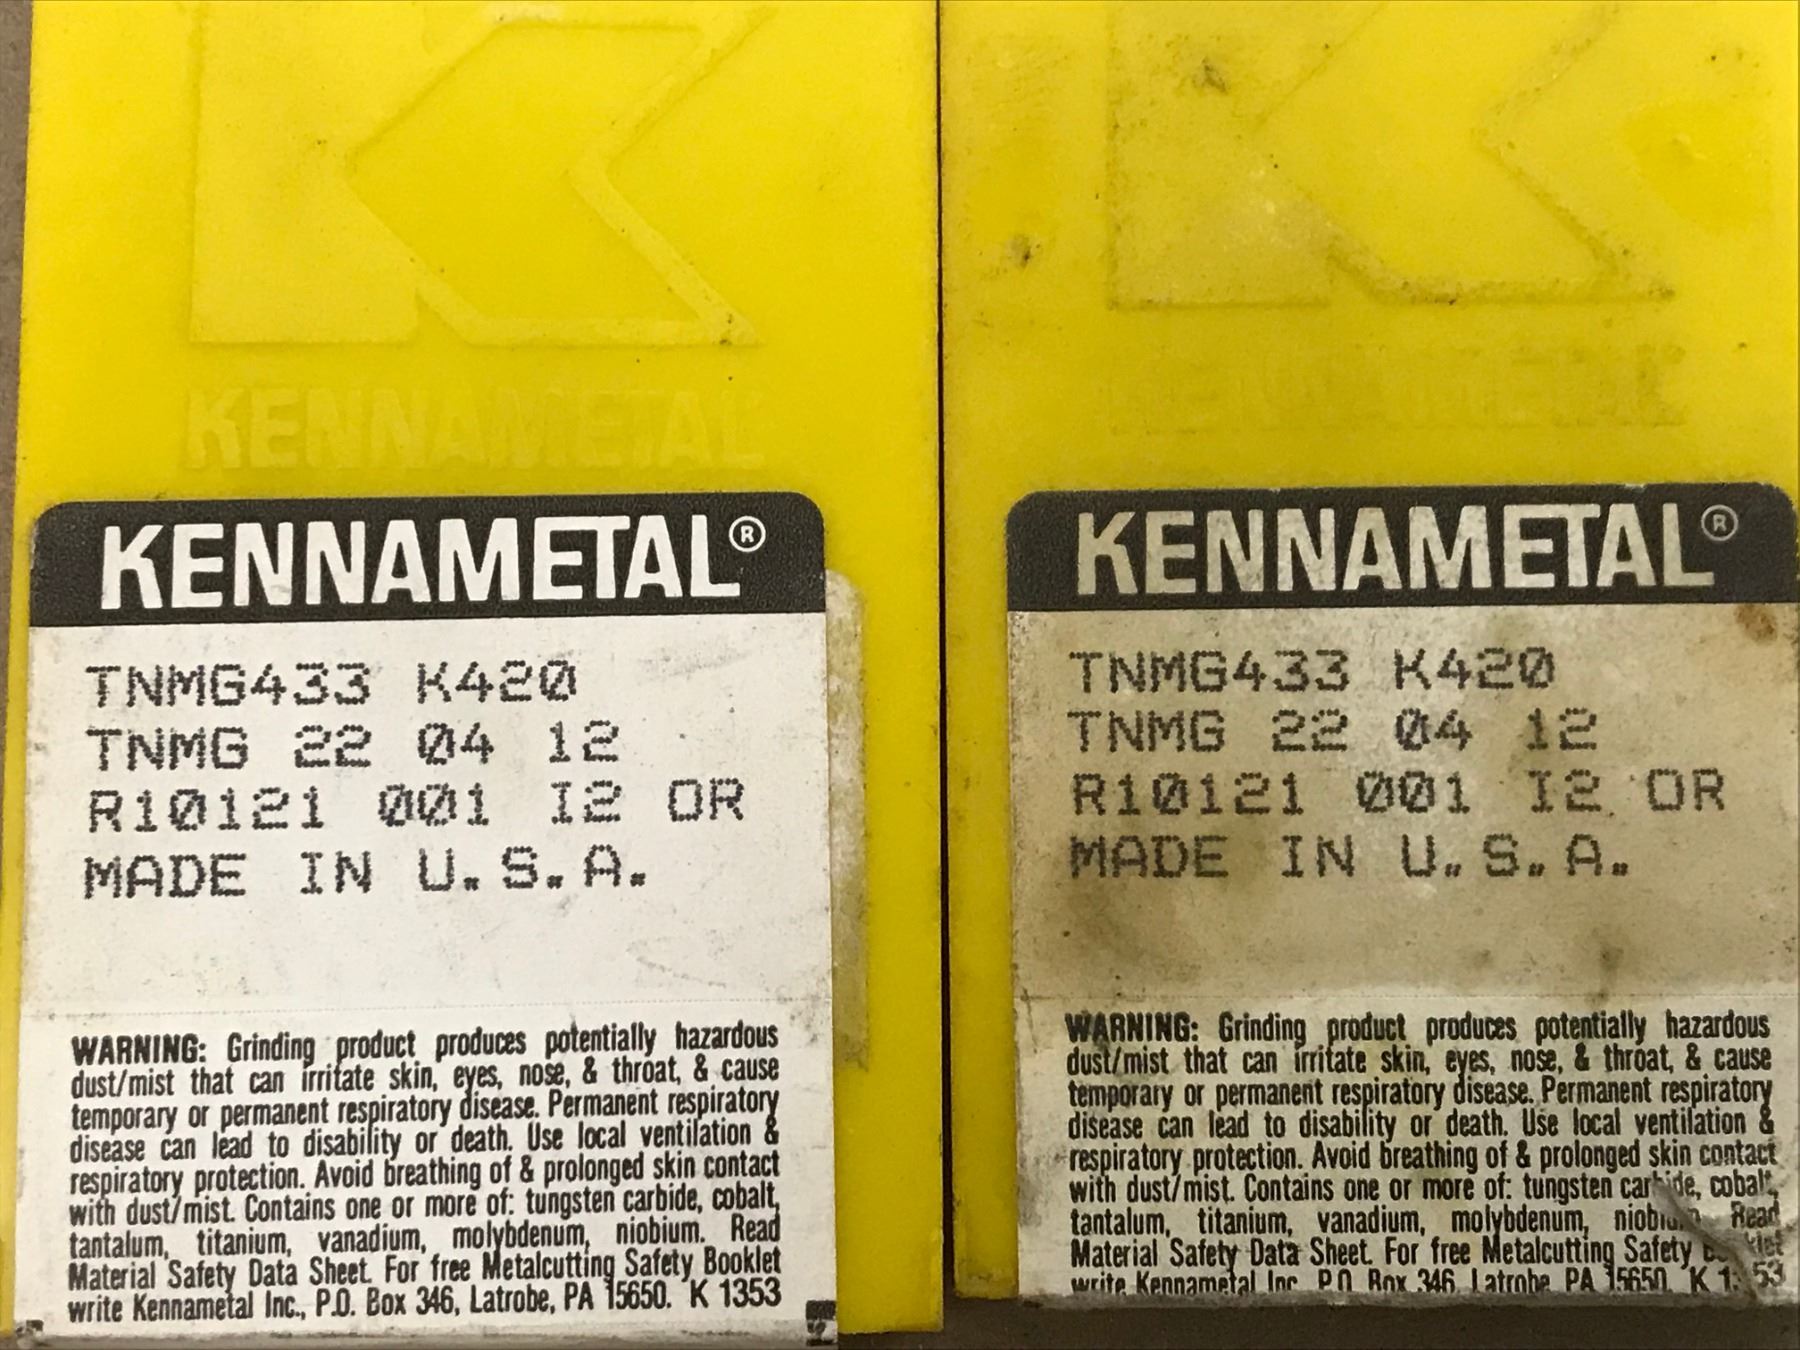 KENNAMETAL
KENNAMETAL®
TNMG433 K420
TNMG 22 04 12
R10121 001 I2 OR
MADE IN U.S.A.
WARNING: Grinding product produces potentially hazardous
dust/mist that can irritate skin, eyes, nose, & throat, & cause
temporary or permanent respiratory disease. Permanent respiratory
disease can lead to disability or death. Use local ventilation &
respiratory protection. Avoid breathing of & prolonged skin contact
with dust/mist. Contains one or more of: tungsten carbide, cobalt,
tantalum, titanium, vanadium, molybdenum, niobium. Read
Material Safety Data Sheet. For free Metalcutting Safety Booklet
write Kennametal Inc., P.O. Box 346, Latrobe, PA 15650. K 1353
KENNAMETAL
KENNAMETAL®
TNMG433 K420
TNMG 22 04 12
R10121 001 I2 OR
MADE IN U.S.A.
WARNING: Grinding product produces potentially hazardous
dust/mist that can irritate skin, eyes, nose, & throat, & cause
temporary or permanent respiratory disease. Permanent respiratory
disease can lead to disability or death. Use local ventilation &
respiratory protection. Avoid breathing of & prolonged skin contact
with dust/mist. Contains one or more of: tungsten carbide, cobalt,
tantalum, titanium, vanadium, molybdenum, niobium. Read
Material Safety Data Sheet. For free Metalcutting Safety Booklet
write Kennametal Inc., P.O. Box 346, Latrobe, PA 15650. K 1353